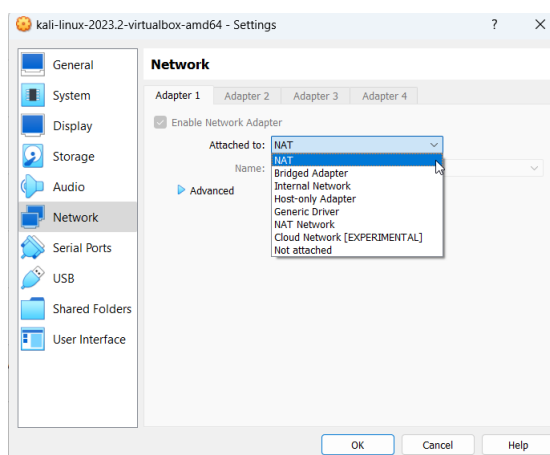 kali-linux-2023.2-virtualbox-amd64 - Settings ? X
General
System
Display
Storage
Audio
Network
Serial Ports
USB
Shared Folders
User Interface
Network
Adapter 1 Adapter 2 Adapter 3 Adapter 4
Enable Network Adapter
Attached to: NAT
Name:
Advanced
NAT
Bridged Adapter
Internal Network
Host-only Adapter
Generic Driver
NAT Network
Cloud Network [EXPERIMENTAL]
Not attached
OK Cancel Help